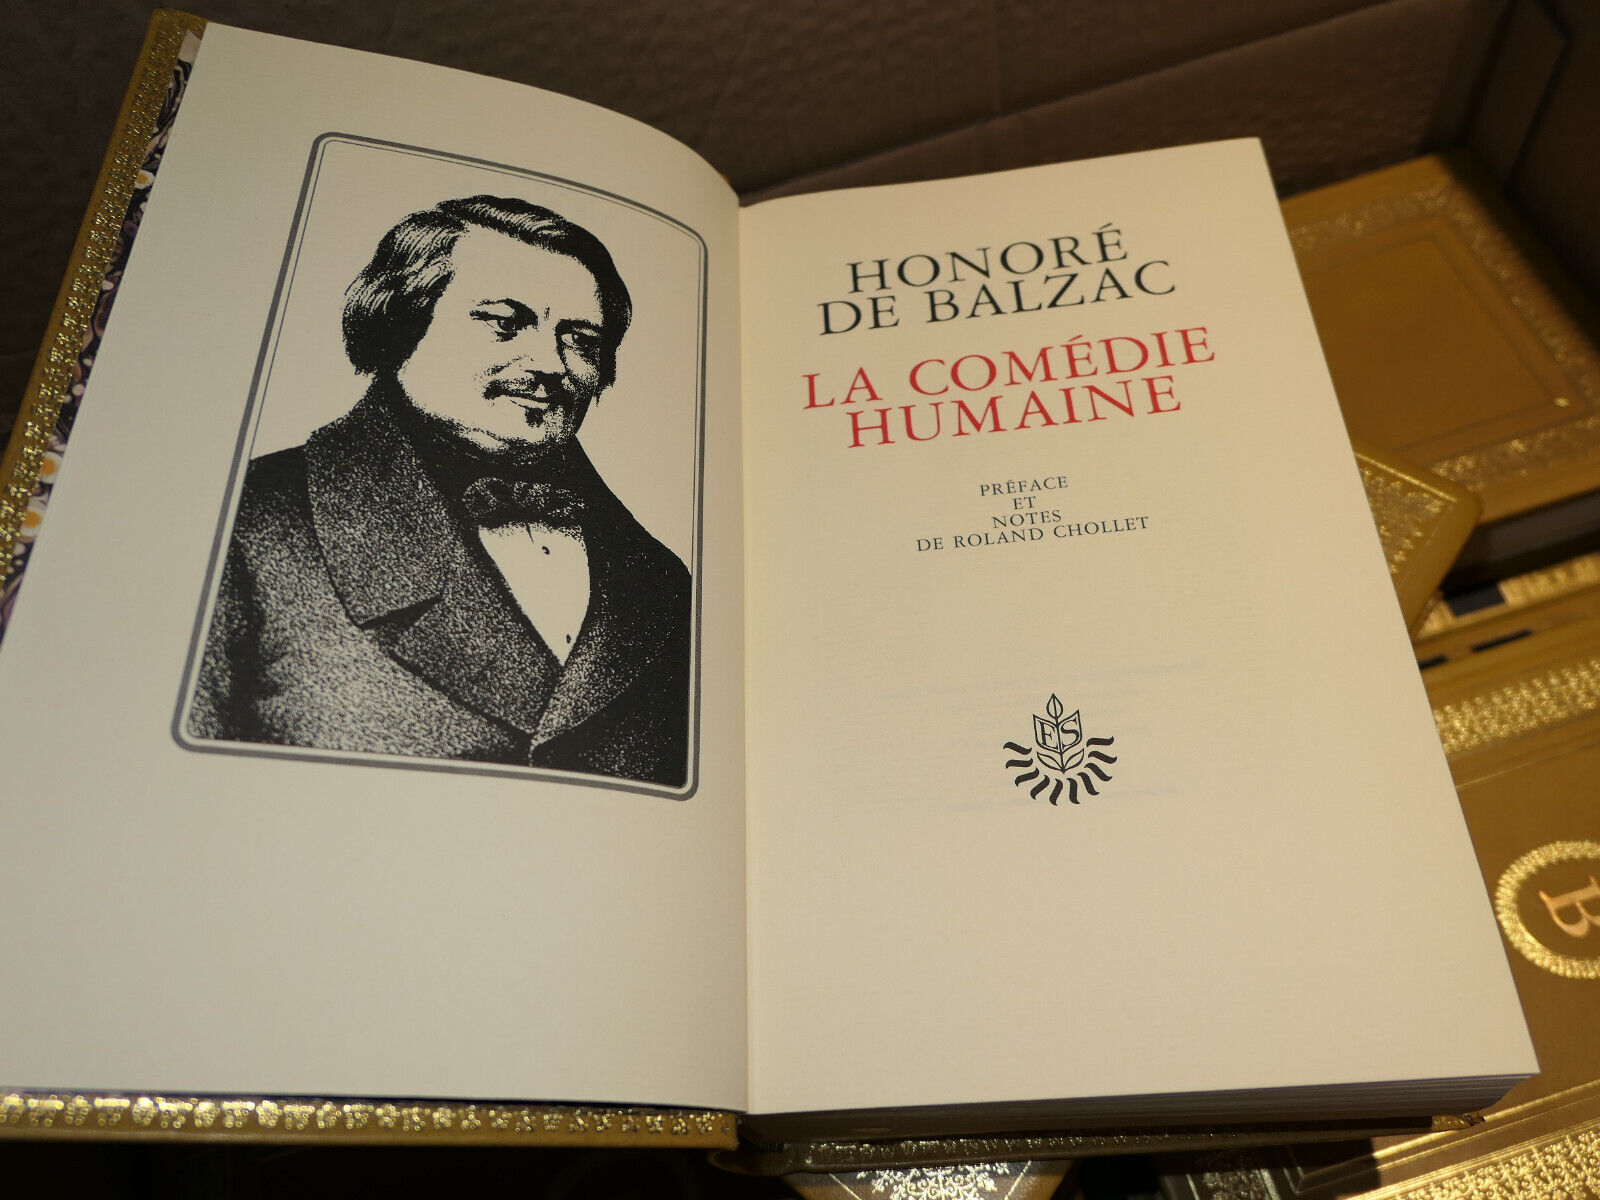 HONORÉ
DE BALZAC
LA COMÉDIE
HUMAINE
PRÉFACE
ET
NOTES
DE ROLAND CHOLLET
ES
B